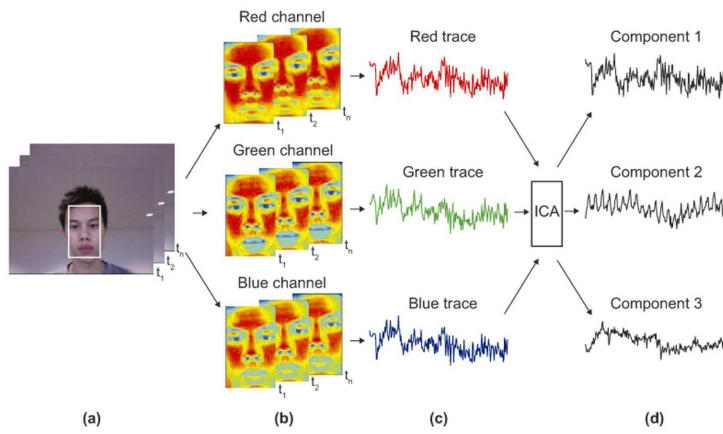 Red channel
t1
t2
tn
Red trace
Component 1
t1
t2
tn
Green channel
t1
t2
tn
Green trace
ICA
Component 2
Blue channel
t1
t2
tn
Blue trace
Component 3
(a)
(b)
(c)
(d)